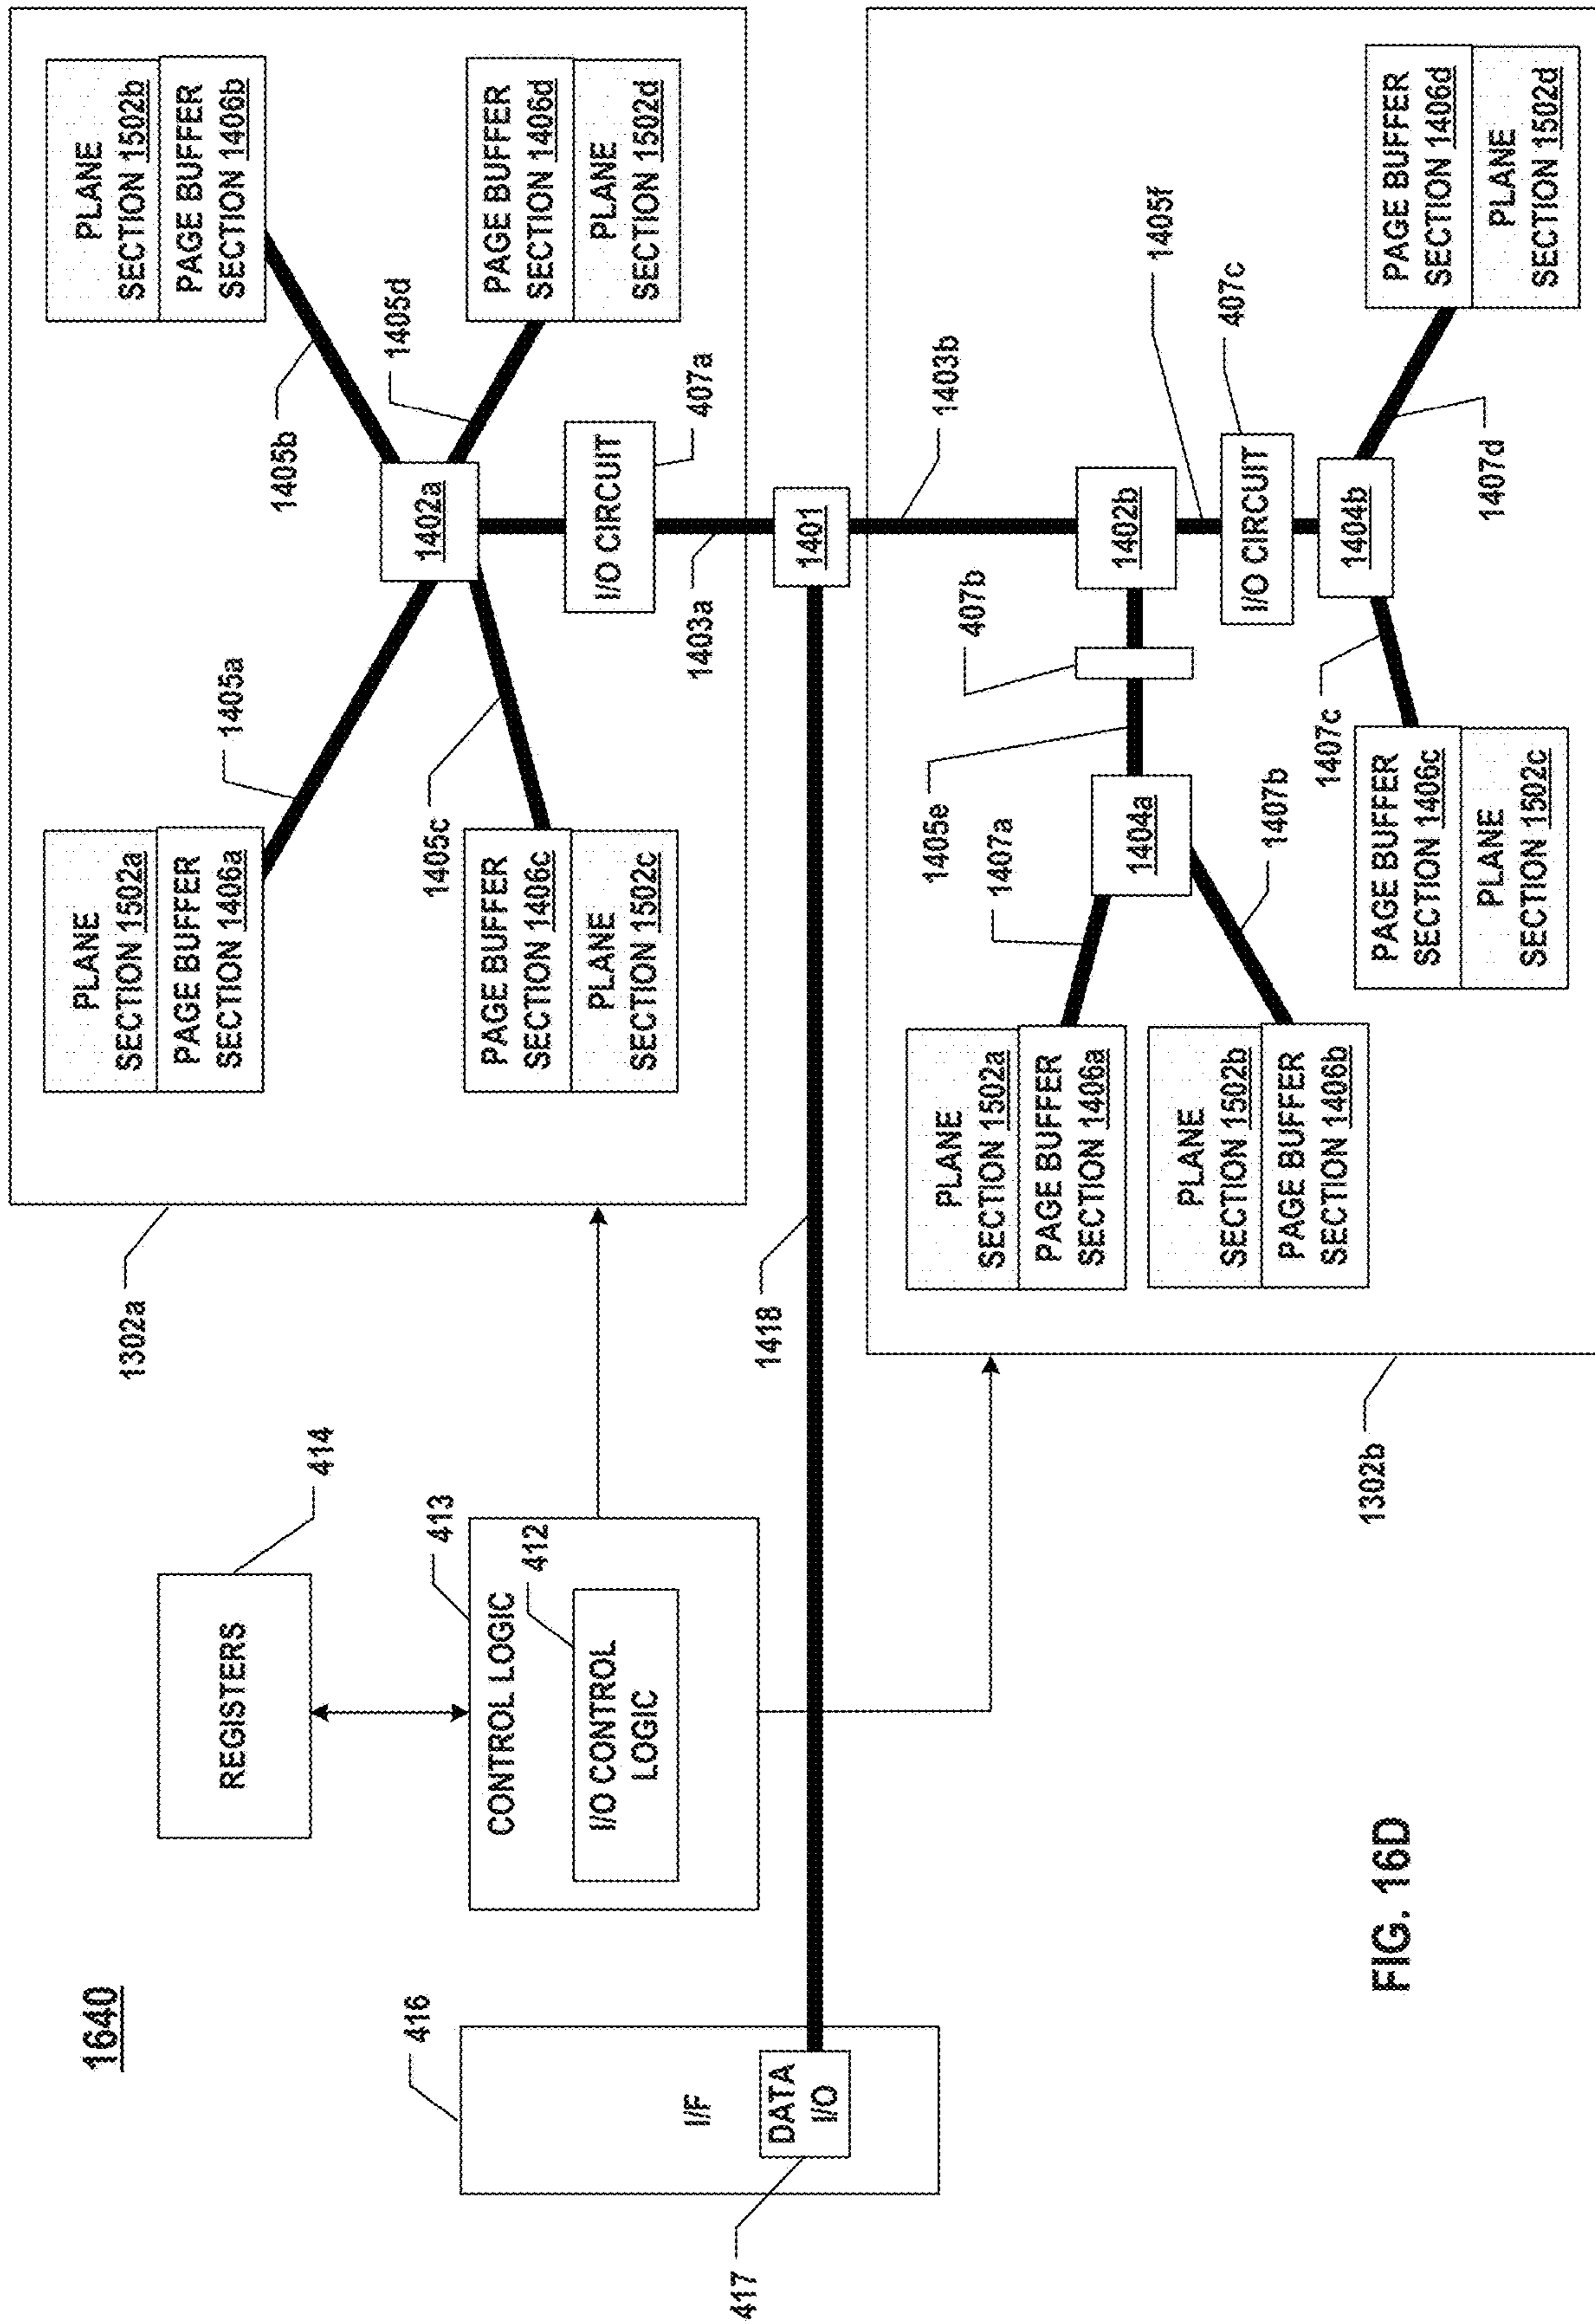 1640
416
I/F
DATA
I/O
417
REGISTERS
414
CONTROL LOGIC
413
I/O CONTROL
LOGIC
412
1418
1302a
PLANE
SECTION 1502a
PAGE BUFFER
SECTION 1406a
1405a
PLANE
SECTION 1502b
PAGE BUFFER
SECTION 1406b
1405b
1402a
1405c
1405d
PAGE BUFFER
SECTION 1406c
PLANE
SECTION 1502c
PAGE BUFFER
SECTION 1406d
PLANE
SECTION 1502d
I/O CIRCUIT
407a
1403a
1401
1403b
1302b
PLANE
SECTION 1502a
PAGE BUFFER
SECTION 1406a
1407a
1405e
407b
1402b
1405f
1404a
1407b
PLANE
SECTION 1502b
PAGE BUFFER
SECTION 1406b
I/O CIRCUIT
407c
1404b
1407c
1407d
PAGE BUFFER
SECTION 1406c
PLANE
SECTION 1502c
PAGE BUFFER
SECTION 1406d
PLANE
SECTION 1502d
FIG. 16D